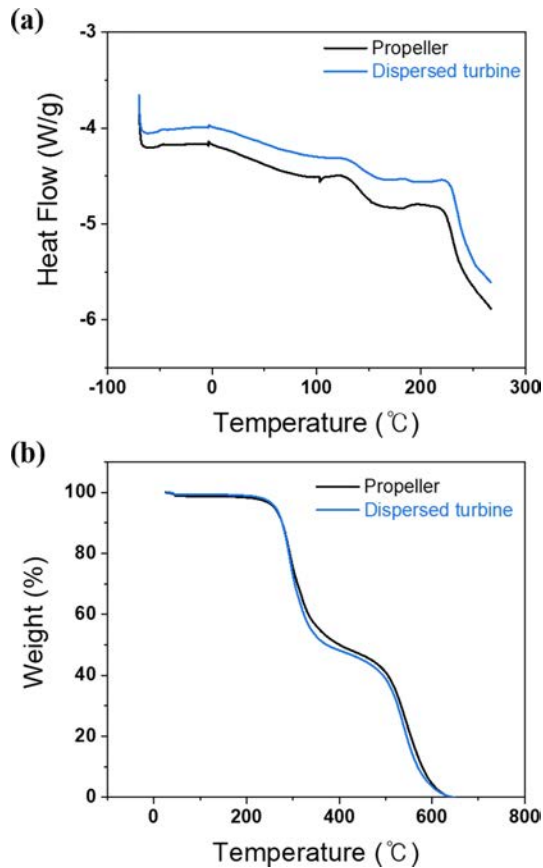 (a)
-3
-4
-5
-6
Heat Flow (W/g)
Propeller
Dispersed turbine
-100 0 100 200 300
Temperature (℃)
(b)
100
80
60
40
20
0
Weight (%)
Propeller
Dispersed turbine
0 200 400 600 800
Temperature (℃)